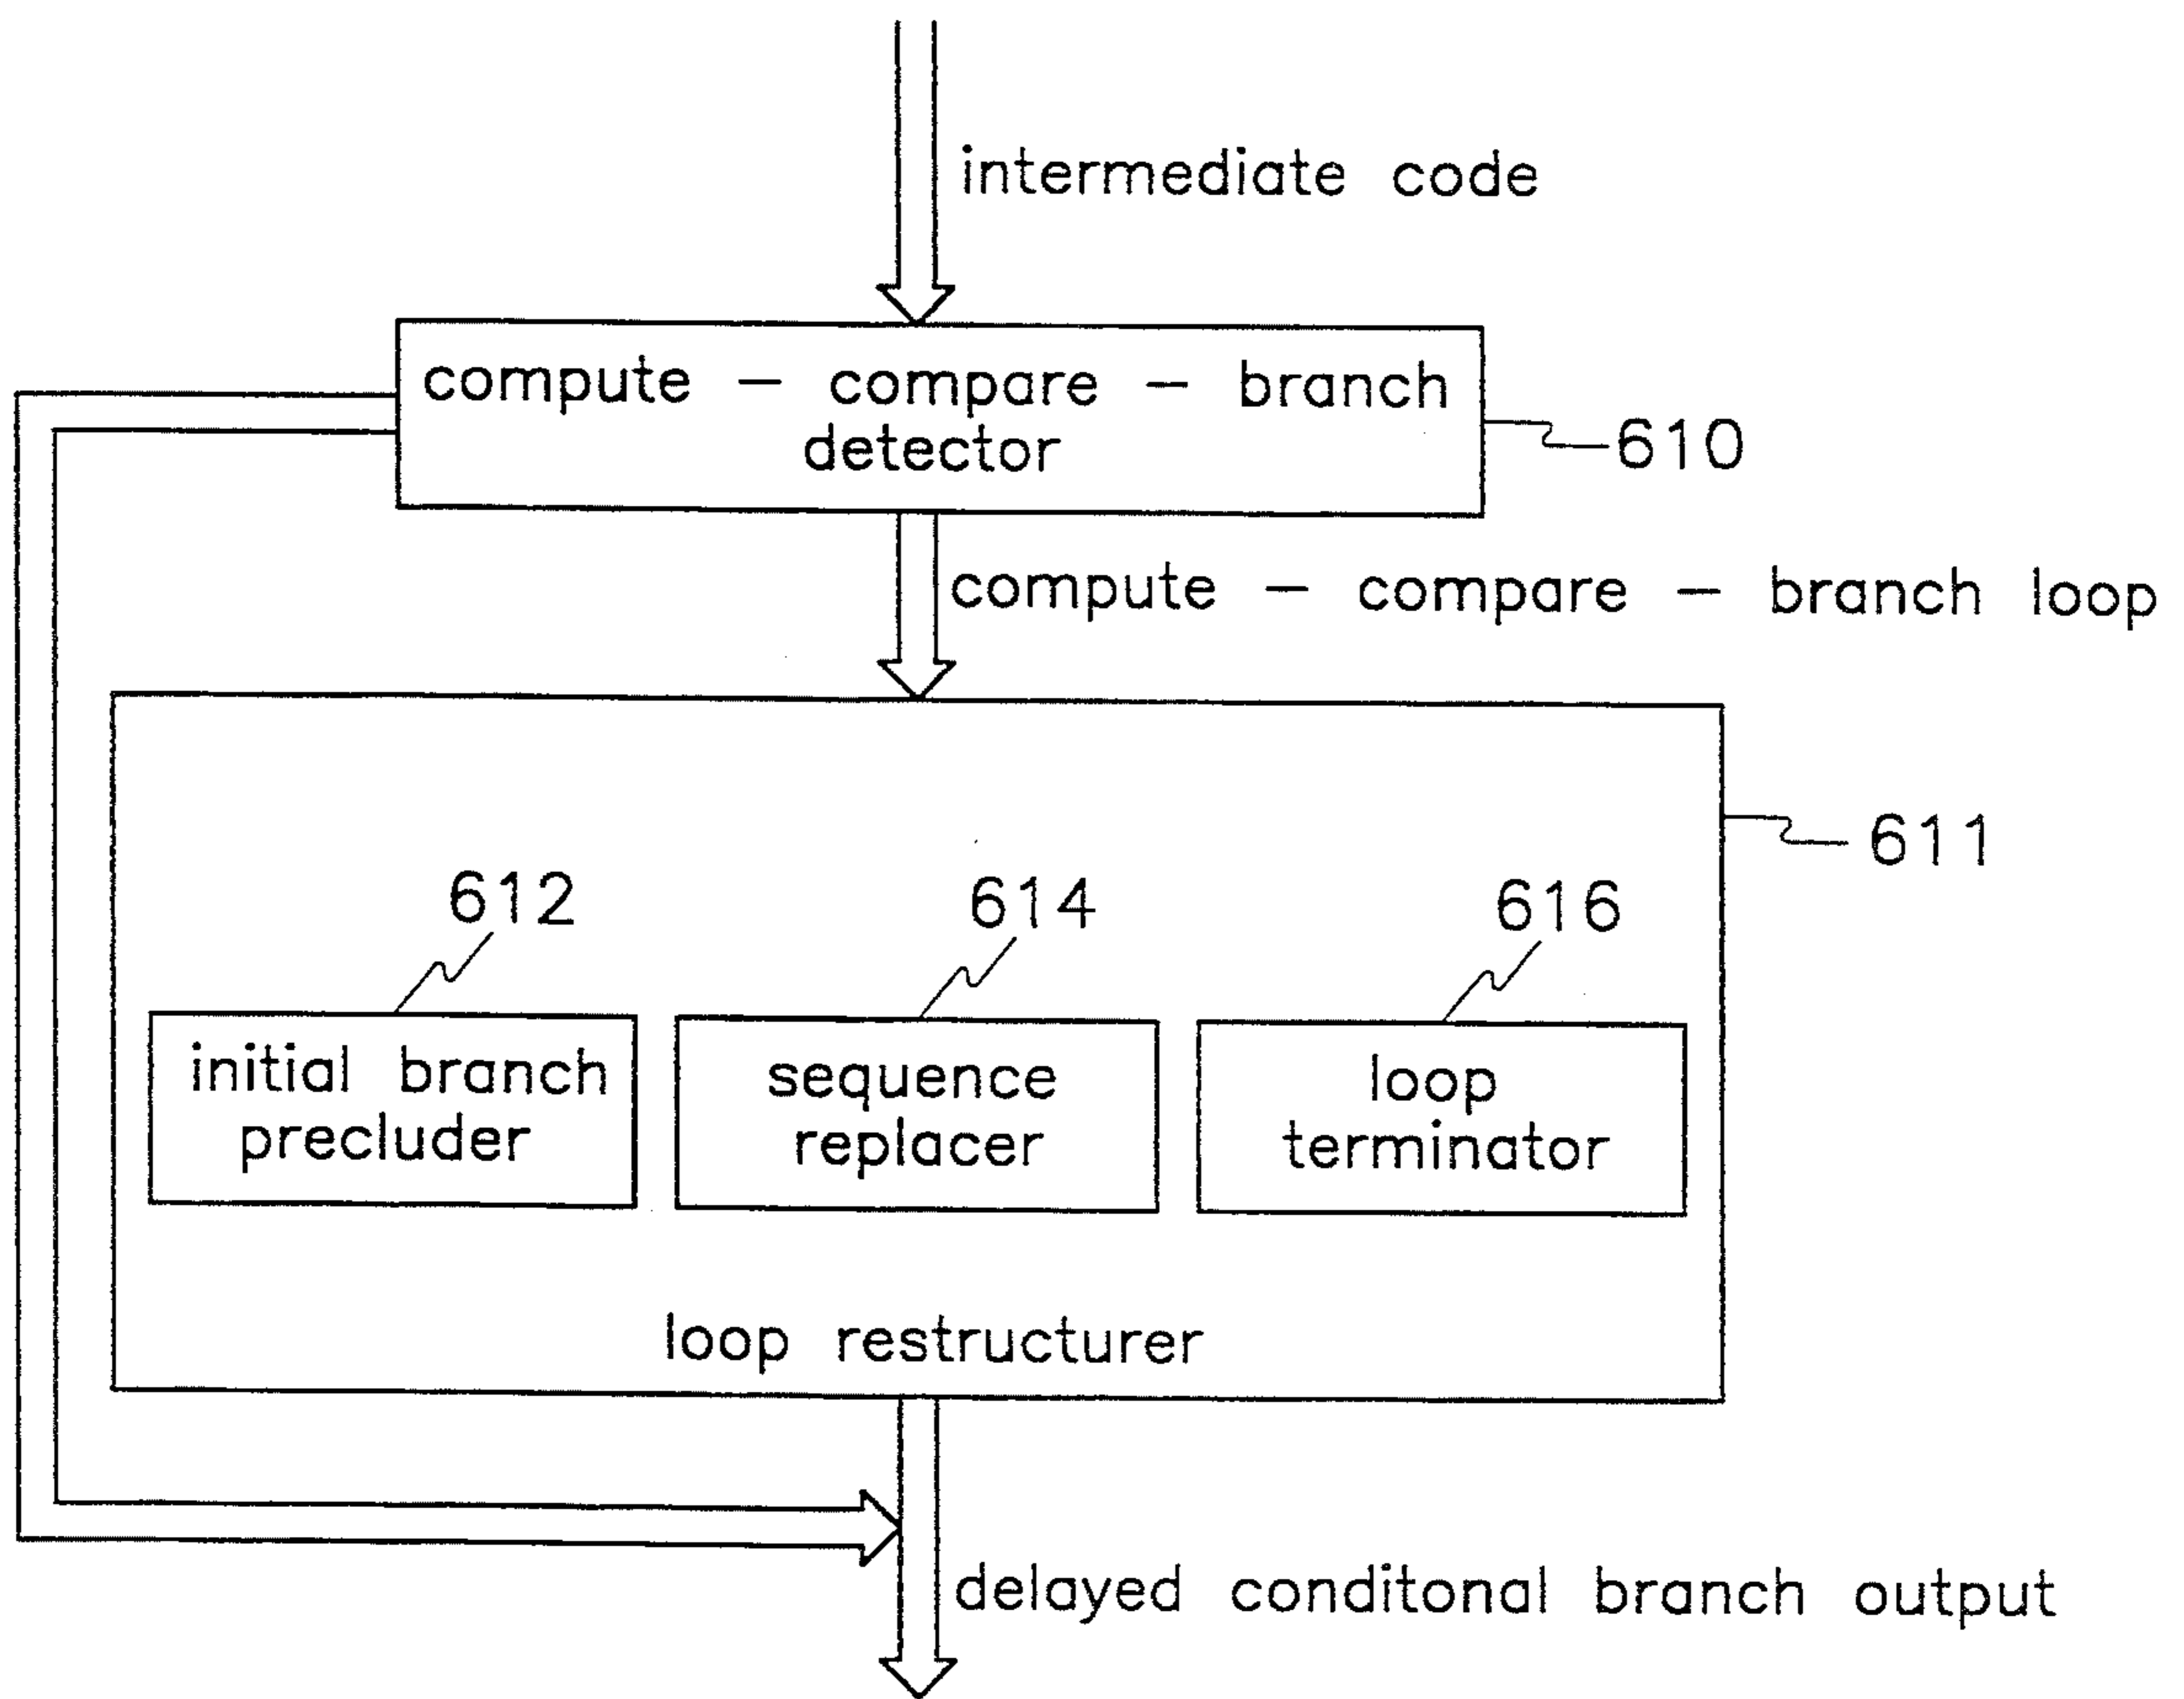 intermediate code
compute - compare - branch
detector
610
compute - compare - branch loop
611
612
614
616
initial branch
precluder
sequence
replacer
loop
terminator
loop restructurer
delayed conditonal branch output